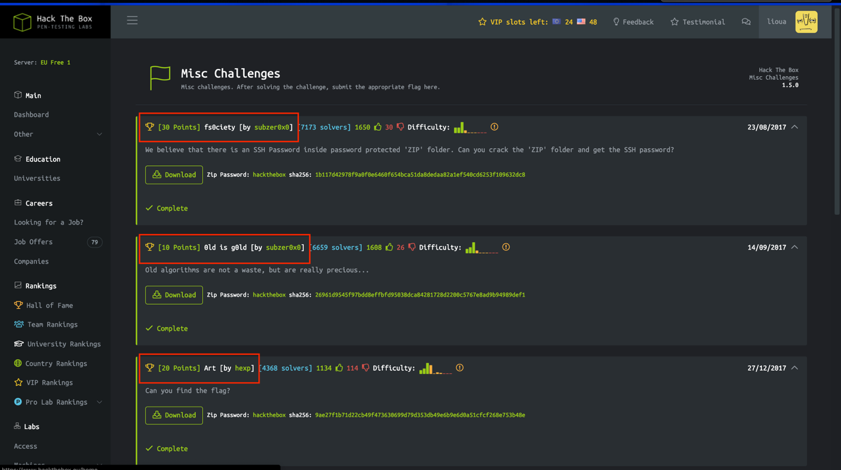 Hack The Box
PEN-TESTING LABS
VIP slots left: 24 48
Feedback
Testimonial
lioua
Server: EU Free 1
Main
Dashboard
Other
Education
Universities
Careers
Looking for a Job?
Job Offers 79
Companies
Rankings
Hall of Fame
Team Rankings
University Rankings
Country Rankings
VIP Rankings
Pro Lab Rankings
Labs
Access
Misc Challenges
Misc challenges. After solving the challenge, submit the appropriate flag here.
Hack The Box
Misc Challenges
1.5.0
[30 Points] fs0ciety [by subzer0x0] [7173 solvers] 1650 30 Difficulty: 23/08/2017
We believe that there is an SSH Password inside password protected 'ZIP' folder. Can you crack the 'ZIP' folder and get the SSH password?
Download Zip Password: hackthebox sha256: 1b117d42978f9a0f0e6460f654bca51da8dedaa82a1ef540cd6253f109632dc8
Complete
[10 Points] 0ld is g0ld [by subzer0x0] [6659 solvers] 1608 26 Difficulty: 14/09/2017
Old algorithms are not a waste, but are really precious...
Download Zip Password: hackthebox sha256: 26961d9545f97bdd0effbfd95038dca84281728d2200c5767e8ad9b94989def1
Complete
[20 Points] Art [by hexp] [4368 solvers] 1134 114 Difficulty: 27/12/2017
Can you find the flag?
Download Zip Password: hackthebox sha256: 9ae27f1b71d22cb49f473630699d79d353db49e6b9e6d0a51cfcf268e753b48e
Complete